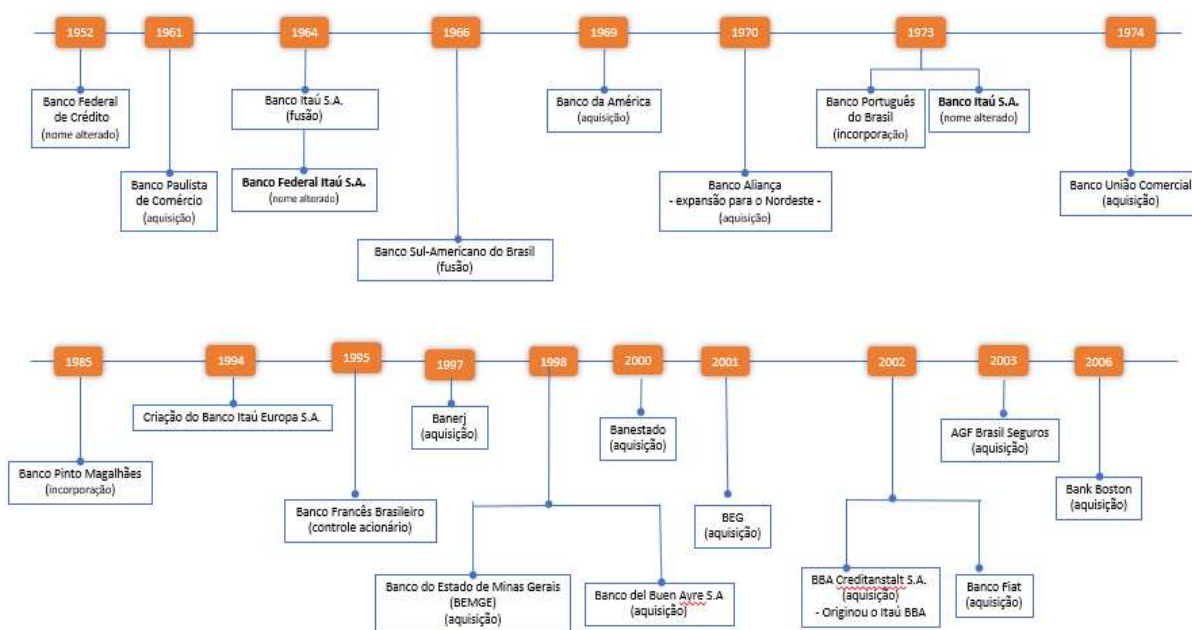 1952
1961
1964
1966
1969
1970
1973
1974
Banco Federal
de Crédito
(nome alterado)
Banco Paulista
de Comércio
(aquisição)
Banco Itaú S.A.
(fusão)
Banco Federal Itaú S.A.
(nome alterado)
Banco Sul-Americano do Brasil
(fusão)
Banco da América
(aquisição)
Banco Aliança
- expansão para o Nordeste -
(aquisição)
Banco Português
do Brasil
(incorporação)
Banco Itaú S.A.
(nome alterado)
Banco União Comercial
(aquisição)
1985
1994
1995
1997
1998
2000
2001
2002
2003
2006
Banco Pinto Magalhães
(incorporação)
Criação do Banco Itaú Europa S.A.
Banco Francês Brasileiro
(controle acionário)
Banerj
(aquisição)
Banco do Estado de Minas Gerais
(BEMGE)
(aquisição)
Banco del Buen Ayre S.A
(aquisição)
Banestado
(aquisição)
BEG
(aquisição)
BBA Creditanstalt S.A.
(aquisição)
- Originou o Itaú BBA
Banco Fiat
(aquisição)
AGF Brasil Seguros
(aquisição)
Bank Boston
(aquisição)